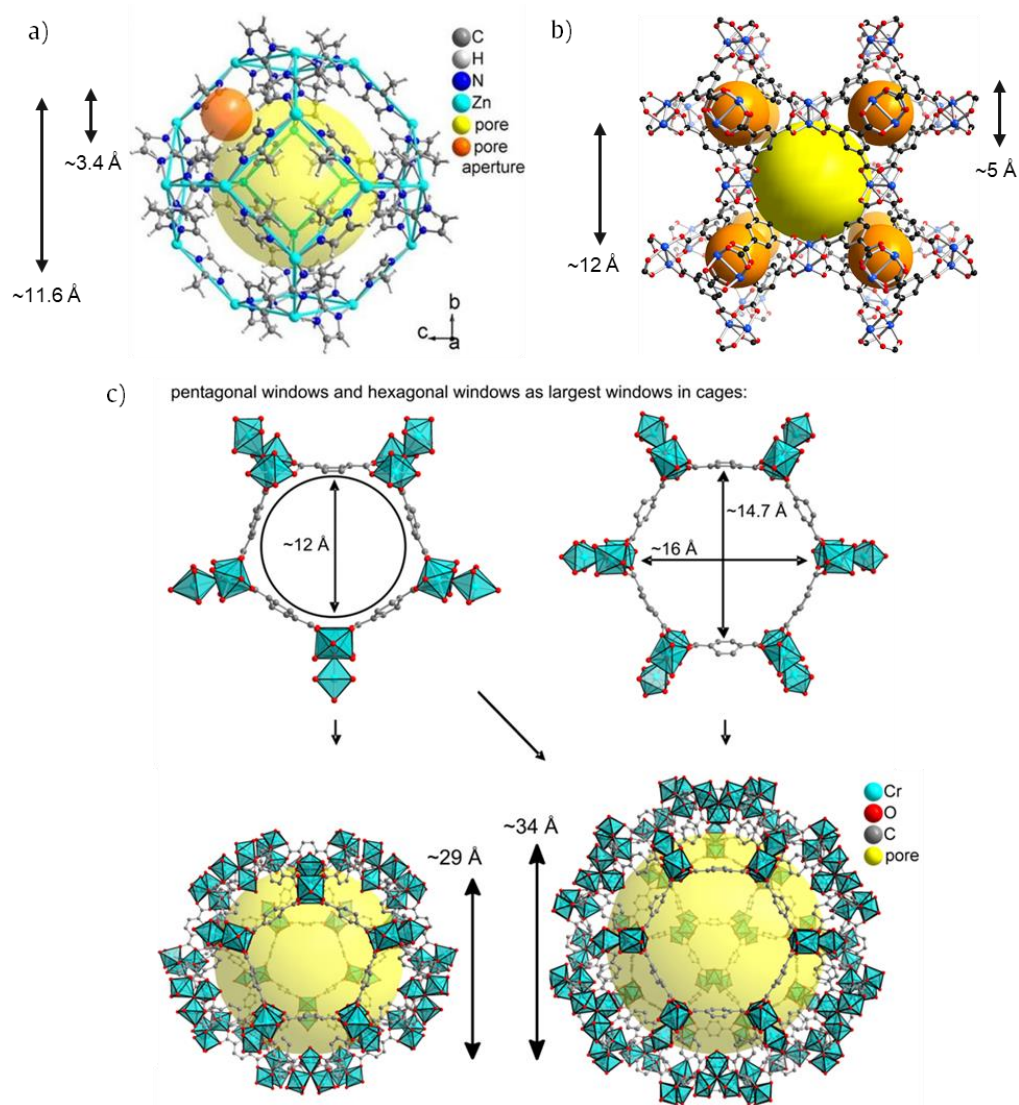 a)
C
H
N
Zn
pore
pore
aperture
~3.4 Å
~11.6 Å
b
c
a
b)
~5 Å
~12 Å
c)
pentagonal windows and hexagonal windows as largest windows in cages:
~12 Å
~14.7 Å
~16 Å
~29 Å
~34 Å
Cr
O
C
pore